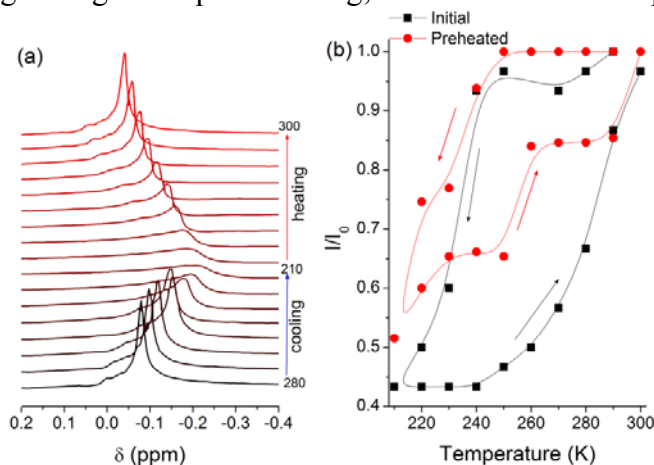 (a)
300
heating
210
cooling
280
0.2 0.1 0.0 -0.1 -0.2 -0.3 -0.4
δ (ppm)
Initial
Preheated
(b)
1.0
0.9
0.8
0.7
0.6
0.5
0.4
I/I0
220 240 260 280 300
Temperature (K)